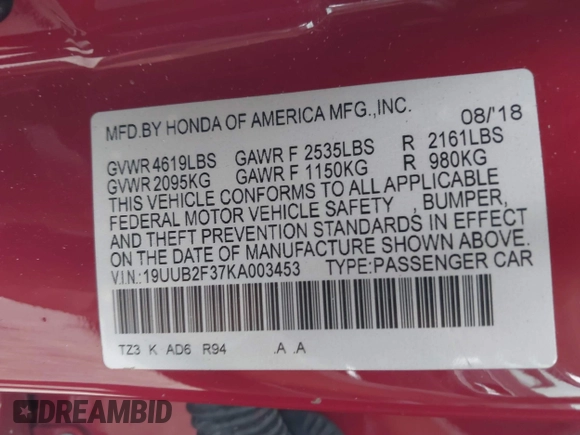 MFD.BY HONDA OF AMERICA MFG.,INC. 08/'18
GVWR 4619LBS GAWR F 2535LBS R 2161LBS
GVWR 2095KG GAWR F 1150KG R 980KG
THIS VEHICLE CONFORMS TO ALL APPLICABLE
FEDERAL MOTOR VEHICLE SAFETY , BUMPER,
AND THEFT PREVENTION STANDARDS IN EFFECT
ON THE DATE OF MANUFACTURE SHOWN ABOVE.
V.I.N.:19UUB2F37KA003453 TYPE:PASSENGER CAR
TZ3 K AD6 R94 .A .A
DREAMBID